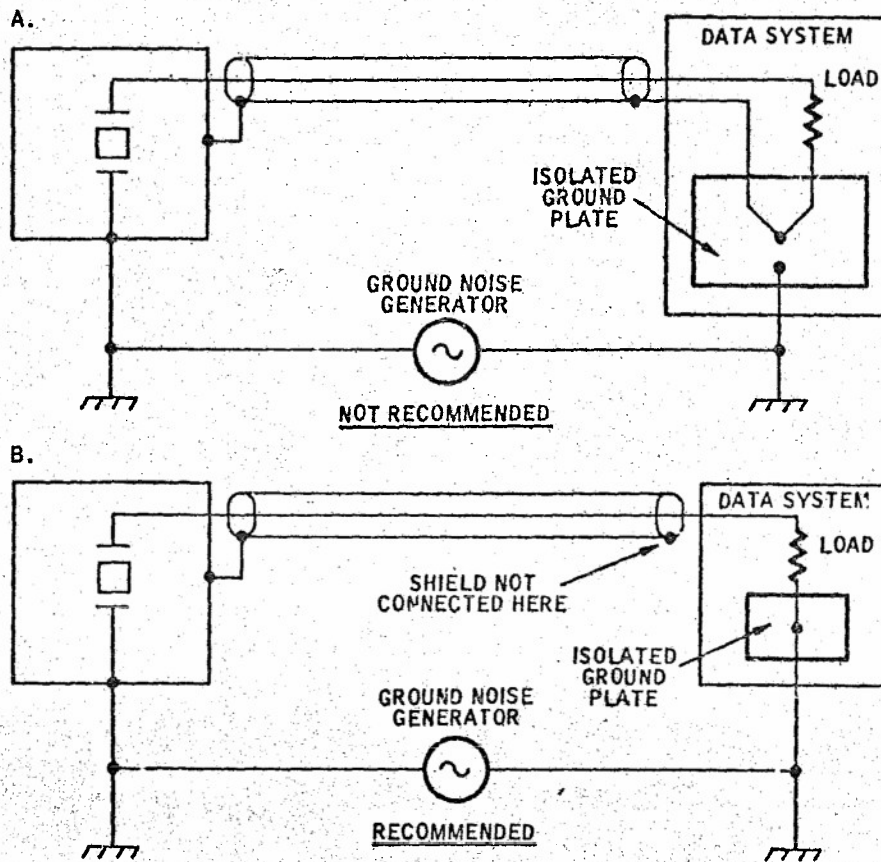 A.
DATA SYSTEM
LOAD
ISOLATED
GROUND
PLATE
GROUND NOISE
GENERATOR
NOT RECOMMENDED
B.
DATA SYSTEM
LOAD
SHIELD NOT
CONNECTED HERE
ISOLATED
GROUND
PLATE
GROUND NOISE
GENERATOR
RECOMMENDED